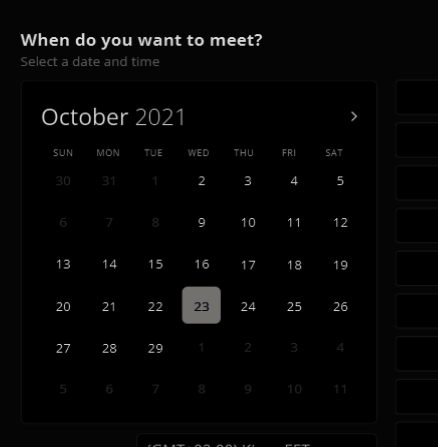 When do you want to meet?
Select a date and time
October 2021
SUN MON TUE WED THU FRI SAT
30 31 1 2 3 4 5
6 7 8 9 10 11 12
13 14 15 16 17 18 19
20 21 22 23 24 25 26
27 28 29 1 2 3 4
5 6 7 8 9 10 11